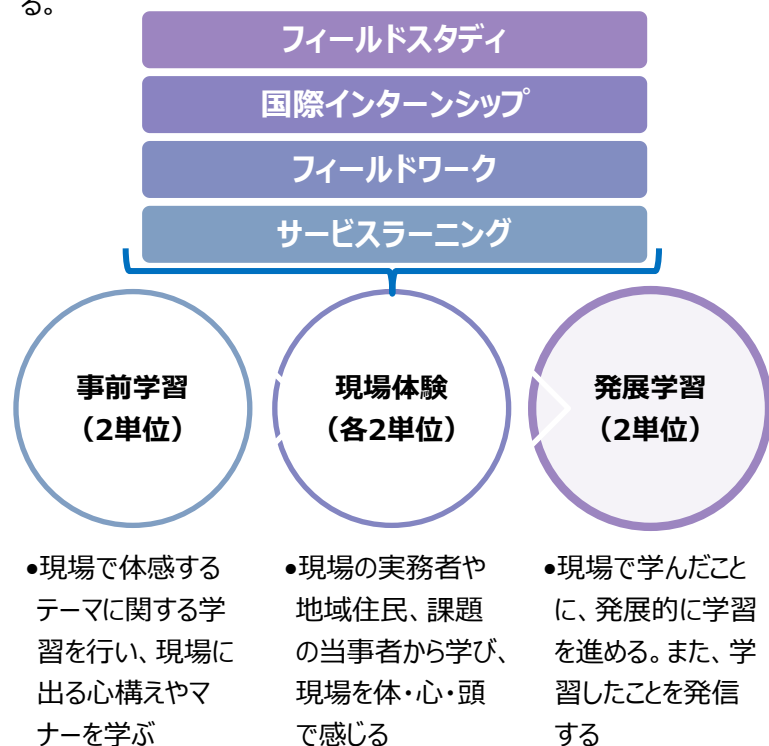 る。
フィールドスタディ
国際インターンシップ
フィールドワーク
サービスラーニング
事前学習
（2単位）
現場体験
（各2単位）
発展学習
（2単位）
•現場で体感する
テーマに関する学
習を行い、現場に
出る心構えやマ
ナーを学ぶ
•現場の実務者や
地域住民、課題
の当事者から学び、
現場を体・心・頭
で感じる
•現場で学んだこと
に、発展的に学習
を進める。また、学
習したことを発信
する